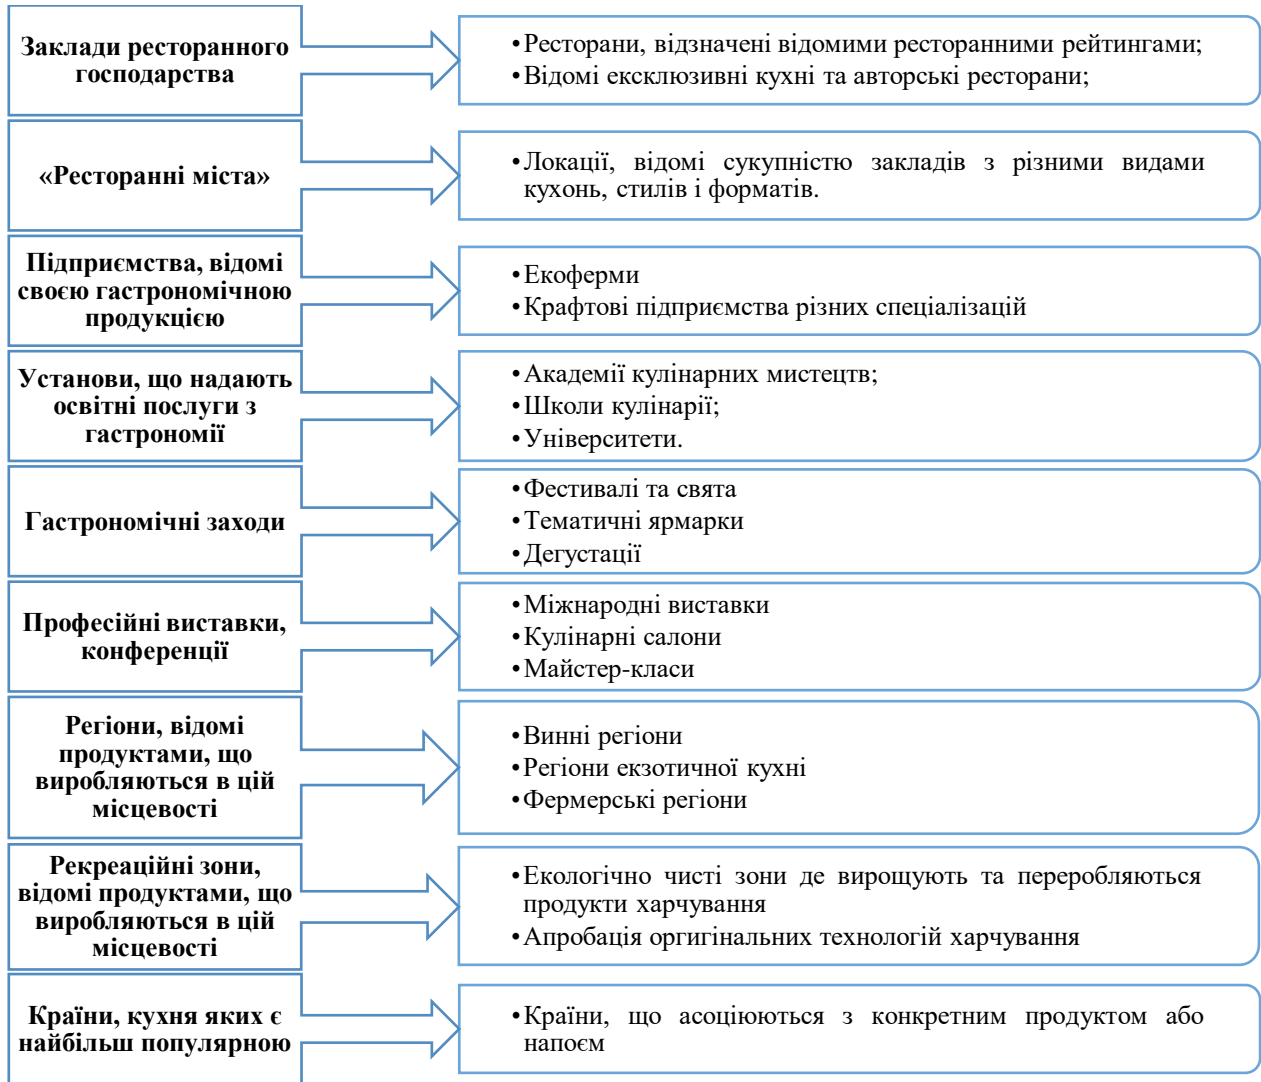 Заклади ресторанного
господарства
•Ресторани, відзначені відомими ресторанними рейтингами;
•Відомі ексклюзивні кухні та авторські ресторани;
«Ресторанні міста»
•Локації, відомі сукупністю закладів з різними видами
кухонь, стилів і форматів.
Підприємства, відомі
своєю гастрономічною
продукцією
•Екоферми
•Крафтові підприємства різних спеціалізацій
Установи, що надають
освітні послуги з
гастрономії
•Академії кулінарних мистецтв;
•Школи кулінарії;
•Університети.
Гастрономічні заходи
•Фестивалі та свята
•Тематичні ярмарки
•Дегустації
Професійні виставки,
конференції
•Міжнародні виставки
•Кулінарні салони
•Майстер-класи
Регіони, відомі
продуктами, що
виробляються в цій
місцевості
•Винні регіони
•Регіони екзотичної кухні
•Фермерські регіони
Рекреаційні зони,
відомі продуктами, що
виробляються в цій
місцевості
•Екологічно чисті зони де вирощують та переробляються
продукти харчування
•Апробація оргигінальних технологій харчування
Країни, кухня яких є
найбільш популярною
•Країни, що асоціюються з конкретним продуктом або
напоєм